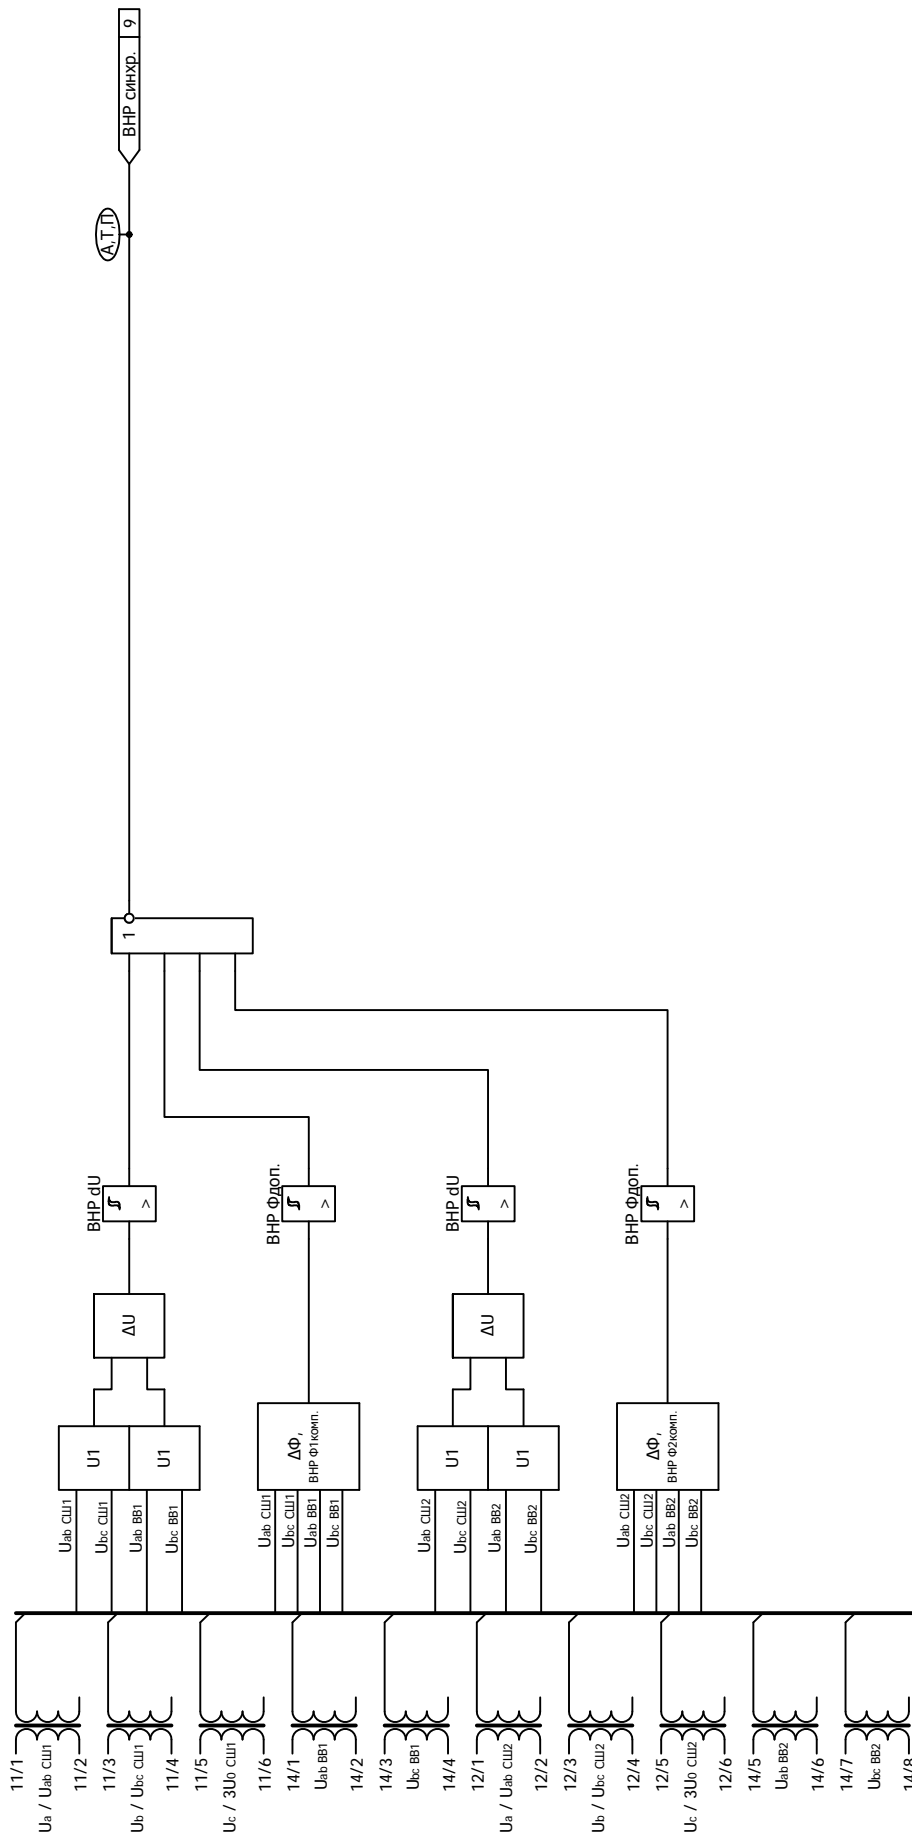 11/1
Ua / Uab СШ1
11/2
11/3
Ub / Ubc СШ1
11/4
11/5
Uc / 3U0 СШ1
11/6
14/1
Uab ВВ1
14/2
14/3
Ubc ВВ1
14/4
12/1
Ua / Uab СШ2
12/2
12/3
Ub / Ubc СШ2
12/4
12/5
Uc / 3U0 СШ2
12/6
14/5
Uab ВВ2
14/6
14/7
Ubc ВВ2
14/8
Uab СШ1
Ubc СШ1
Uab ВВ1
Ubc ВВ1
U1
U1
ΔU
ВНР dU
>
Uab СШ1
Ubc СШ1
Uab ВВ1
Ubc ВВ1
ΔФ,
ВНР Ф1комп.
ВНР Фдоп.
>
Uab СШ2
Ubc СШ2
Uab ВВ2
Ubc ВВ2
U1
U1
ΔU
ВНР dU
>
Uab СШ2
Ubc СШ2
Uab ВВ2
Ubc ВВ2
ΔФ,
ВНР Ф2комп.
ВНР Фдоп.
>
1
А,Т,П
ВНР синхр. 9